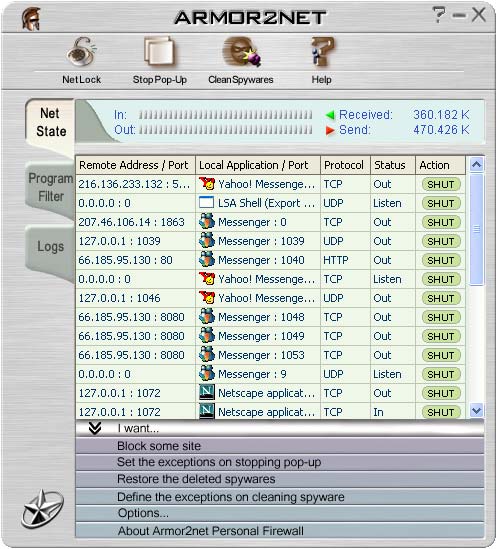 ARMOR2NET
? – X
NetLock Stop Pop-Up CleanSpywares Help
Net State
Program Filter
Logs
In: Received: 360.182 K
Out: Send: 470.426 K
Remote Address / Port Local Application / Port Protocol Status Action
216.136.233.132 : 5... Yahoo! Messenge... TCP Out SHUT
0.0.0.0 : 0 LSA Shell (Export ... UDP Listen SHUT
207.46.106.14 : 1863 Messenger : 0 TCP Out SHUT
127.0.0.1 : 1039 Messenger : 1039 UDP Out SHUT
66.185.95.130 : 80 Messenger : 1040 HTTP Out SHUT
0.0.0.0 : 0 Yahoo! Messenge... TCP Listen SHUT
127.0.0.1 : 1046 Yahoo! Messenge... UDP Out SHUT
66.185.95.130 : 8080 Messenger : 1048 TCP Out SHUT
66.185.95.130 : 8080 Messenger : 1049 TCP Out SHUT
66.185.95.130 : 8080 Messenger : 1053 TCP Out SHUT
0.0.0.0 : 0 Messenger : 9 UDP Listen SHUT
127.0.0.1 : 1072 Netscape applicat... TCP Out SHUT
127.0.0.1 : 1072 Netscape applicat... TCP In SHUT
I want...
Block some site
Set the exceptions on stopping pop-up
Restore the deleted spywares
Define the exceptions on cleaning spyware
Options...
About Armor2net Personal Firewall